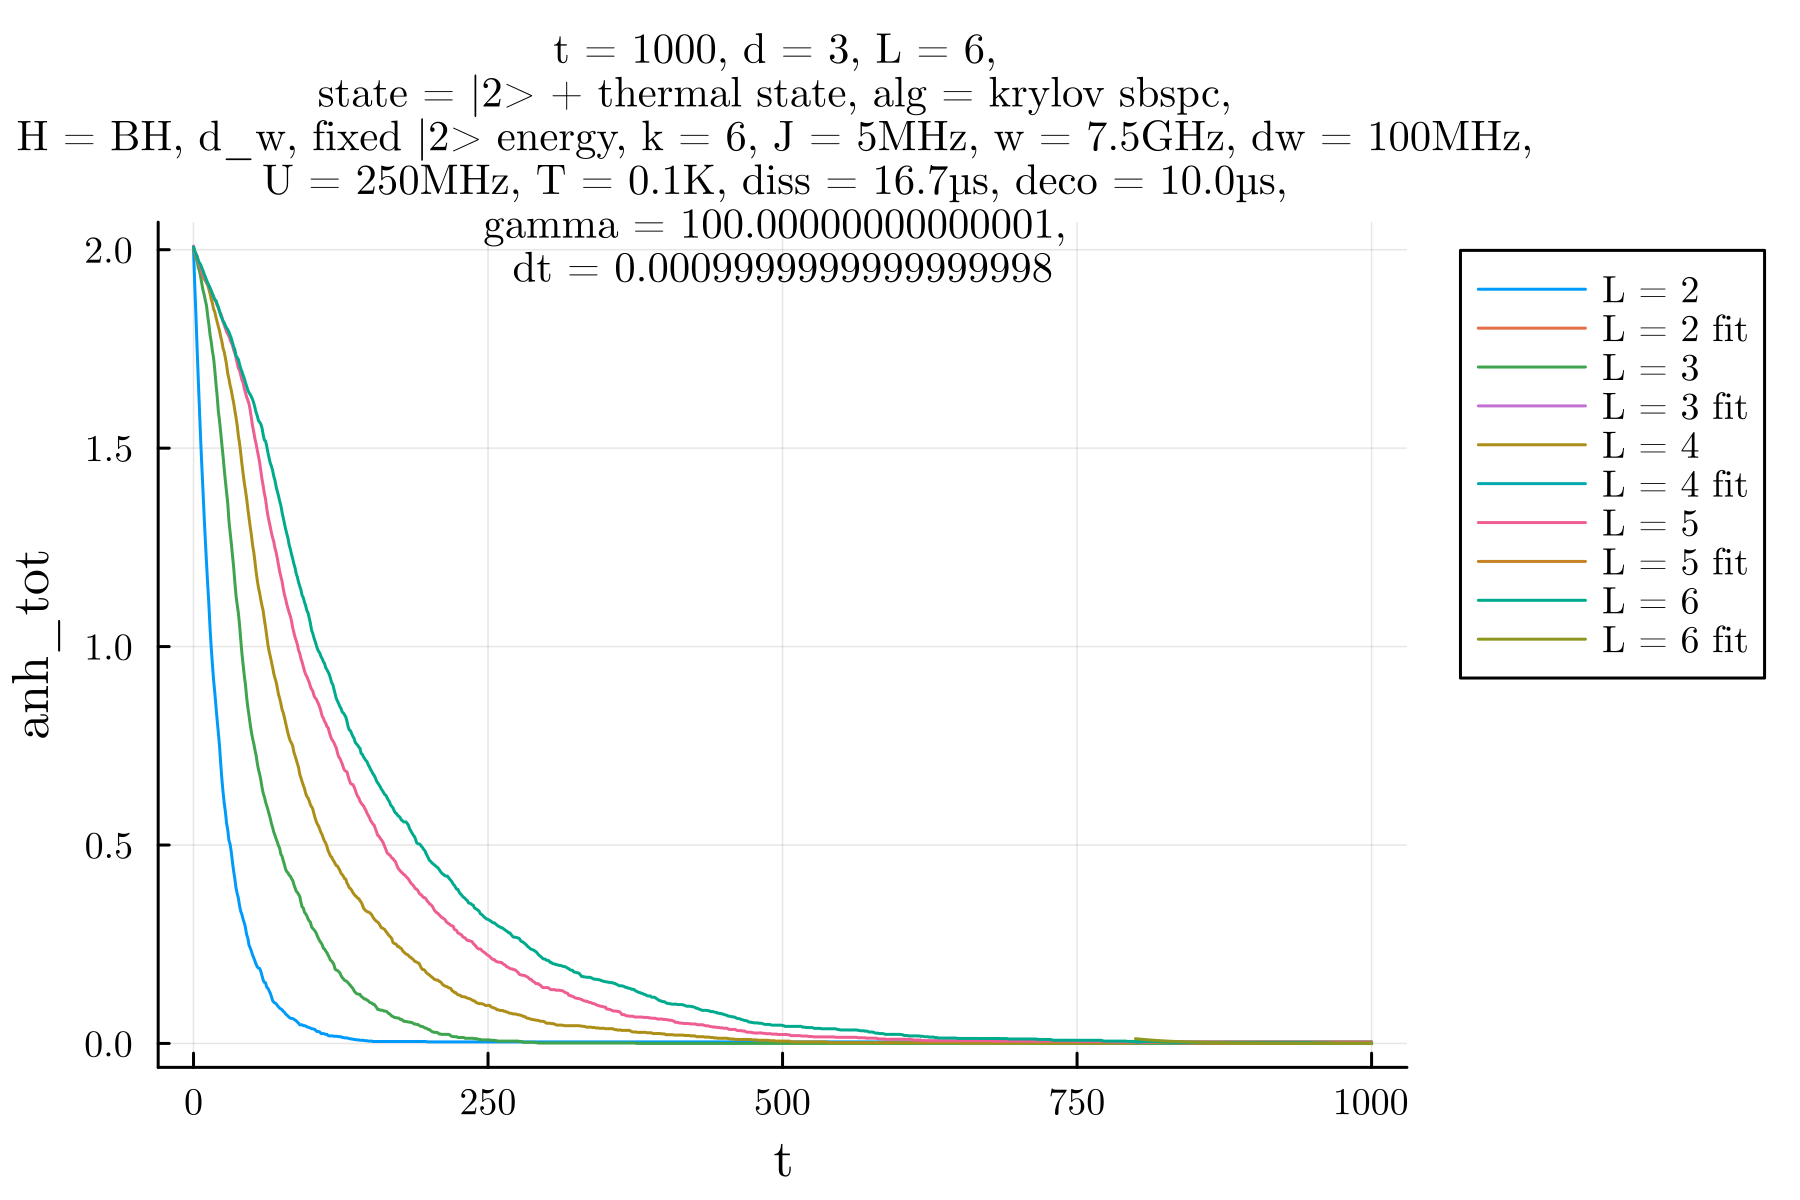 t = 1000, d = 3, L = 6,
state = |2> + thermal state, alg = krylov sbspc,
H = BH, d_w, fixed |2> energy, k = 6, J = 5MHz, w = 7.5GHz, dw = 100MHz,
U = 250MHz, T = 0.1K, diss = 16.7µs, deco = 10.0µs,
gamma = 100.00000000000001,
dt = 0.0009999999999999998
anh_tot
2.0
1.5
1.0
0.5
0.0
0 250 500 750 1000
t
L = 2
L = 2 fit
L = 3
L = 3 fit
L = 4
L = 4 fit
L = 5
L = 5 fit
L = 6
L = 6 fit